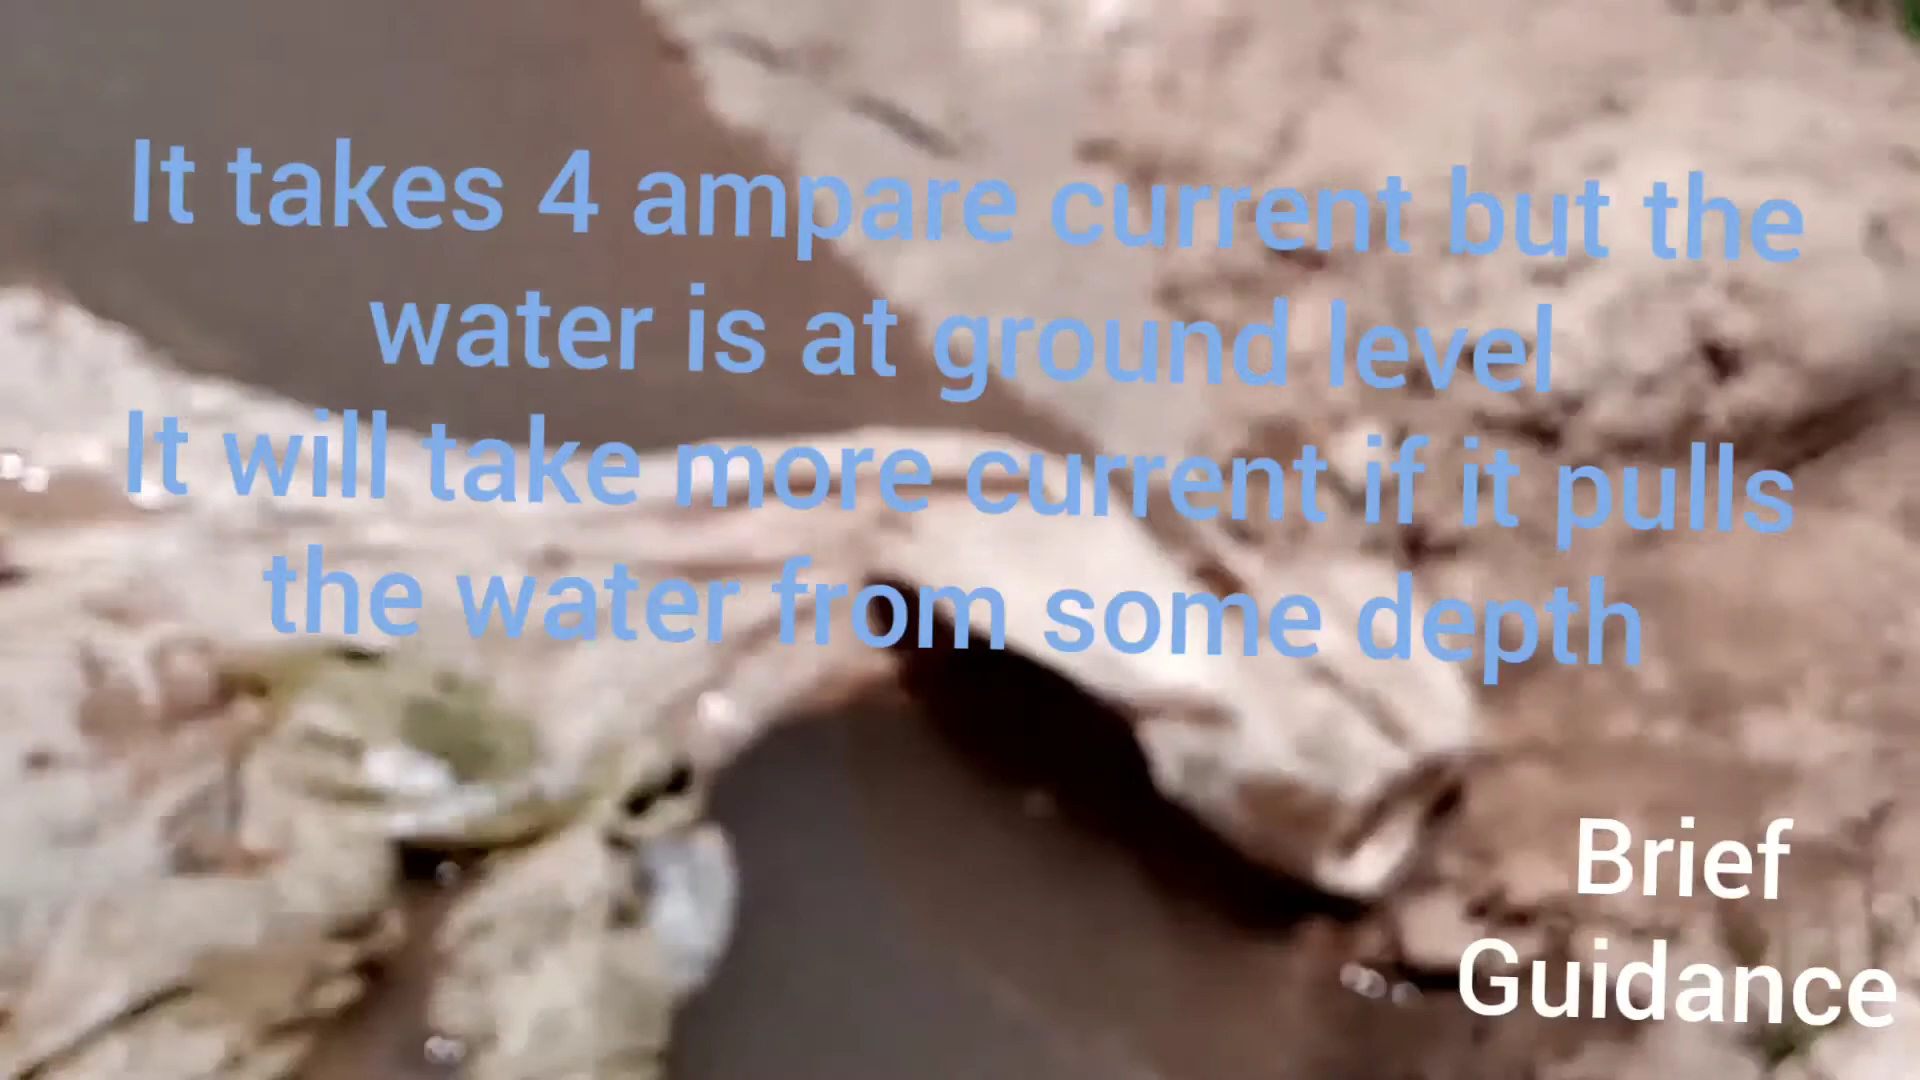 It takes 4 ampare current but the
water is at ground level
It will take more current if it pulls
the water from some depth
Brief
Guidance